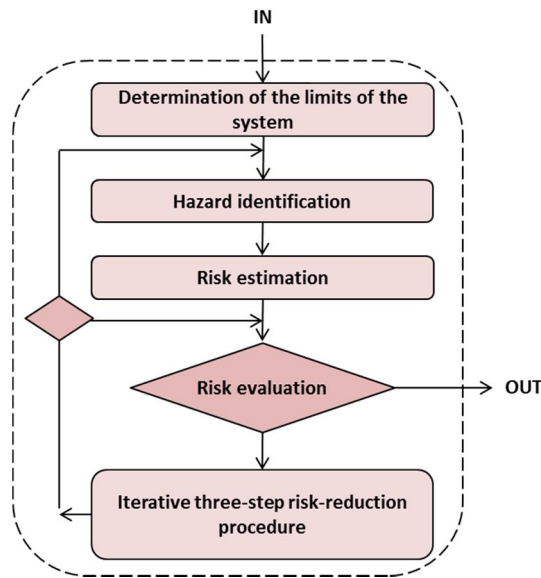 IN
Determination of the limits of the
system
Hazard identification
Risk estimation
Risk evaluation
OUT
Iterative three-step risk-reduction
procedure